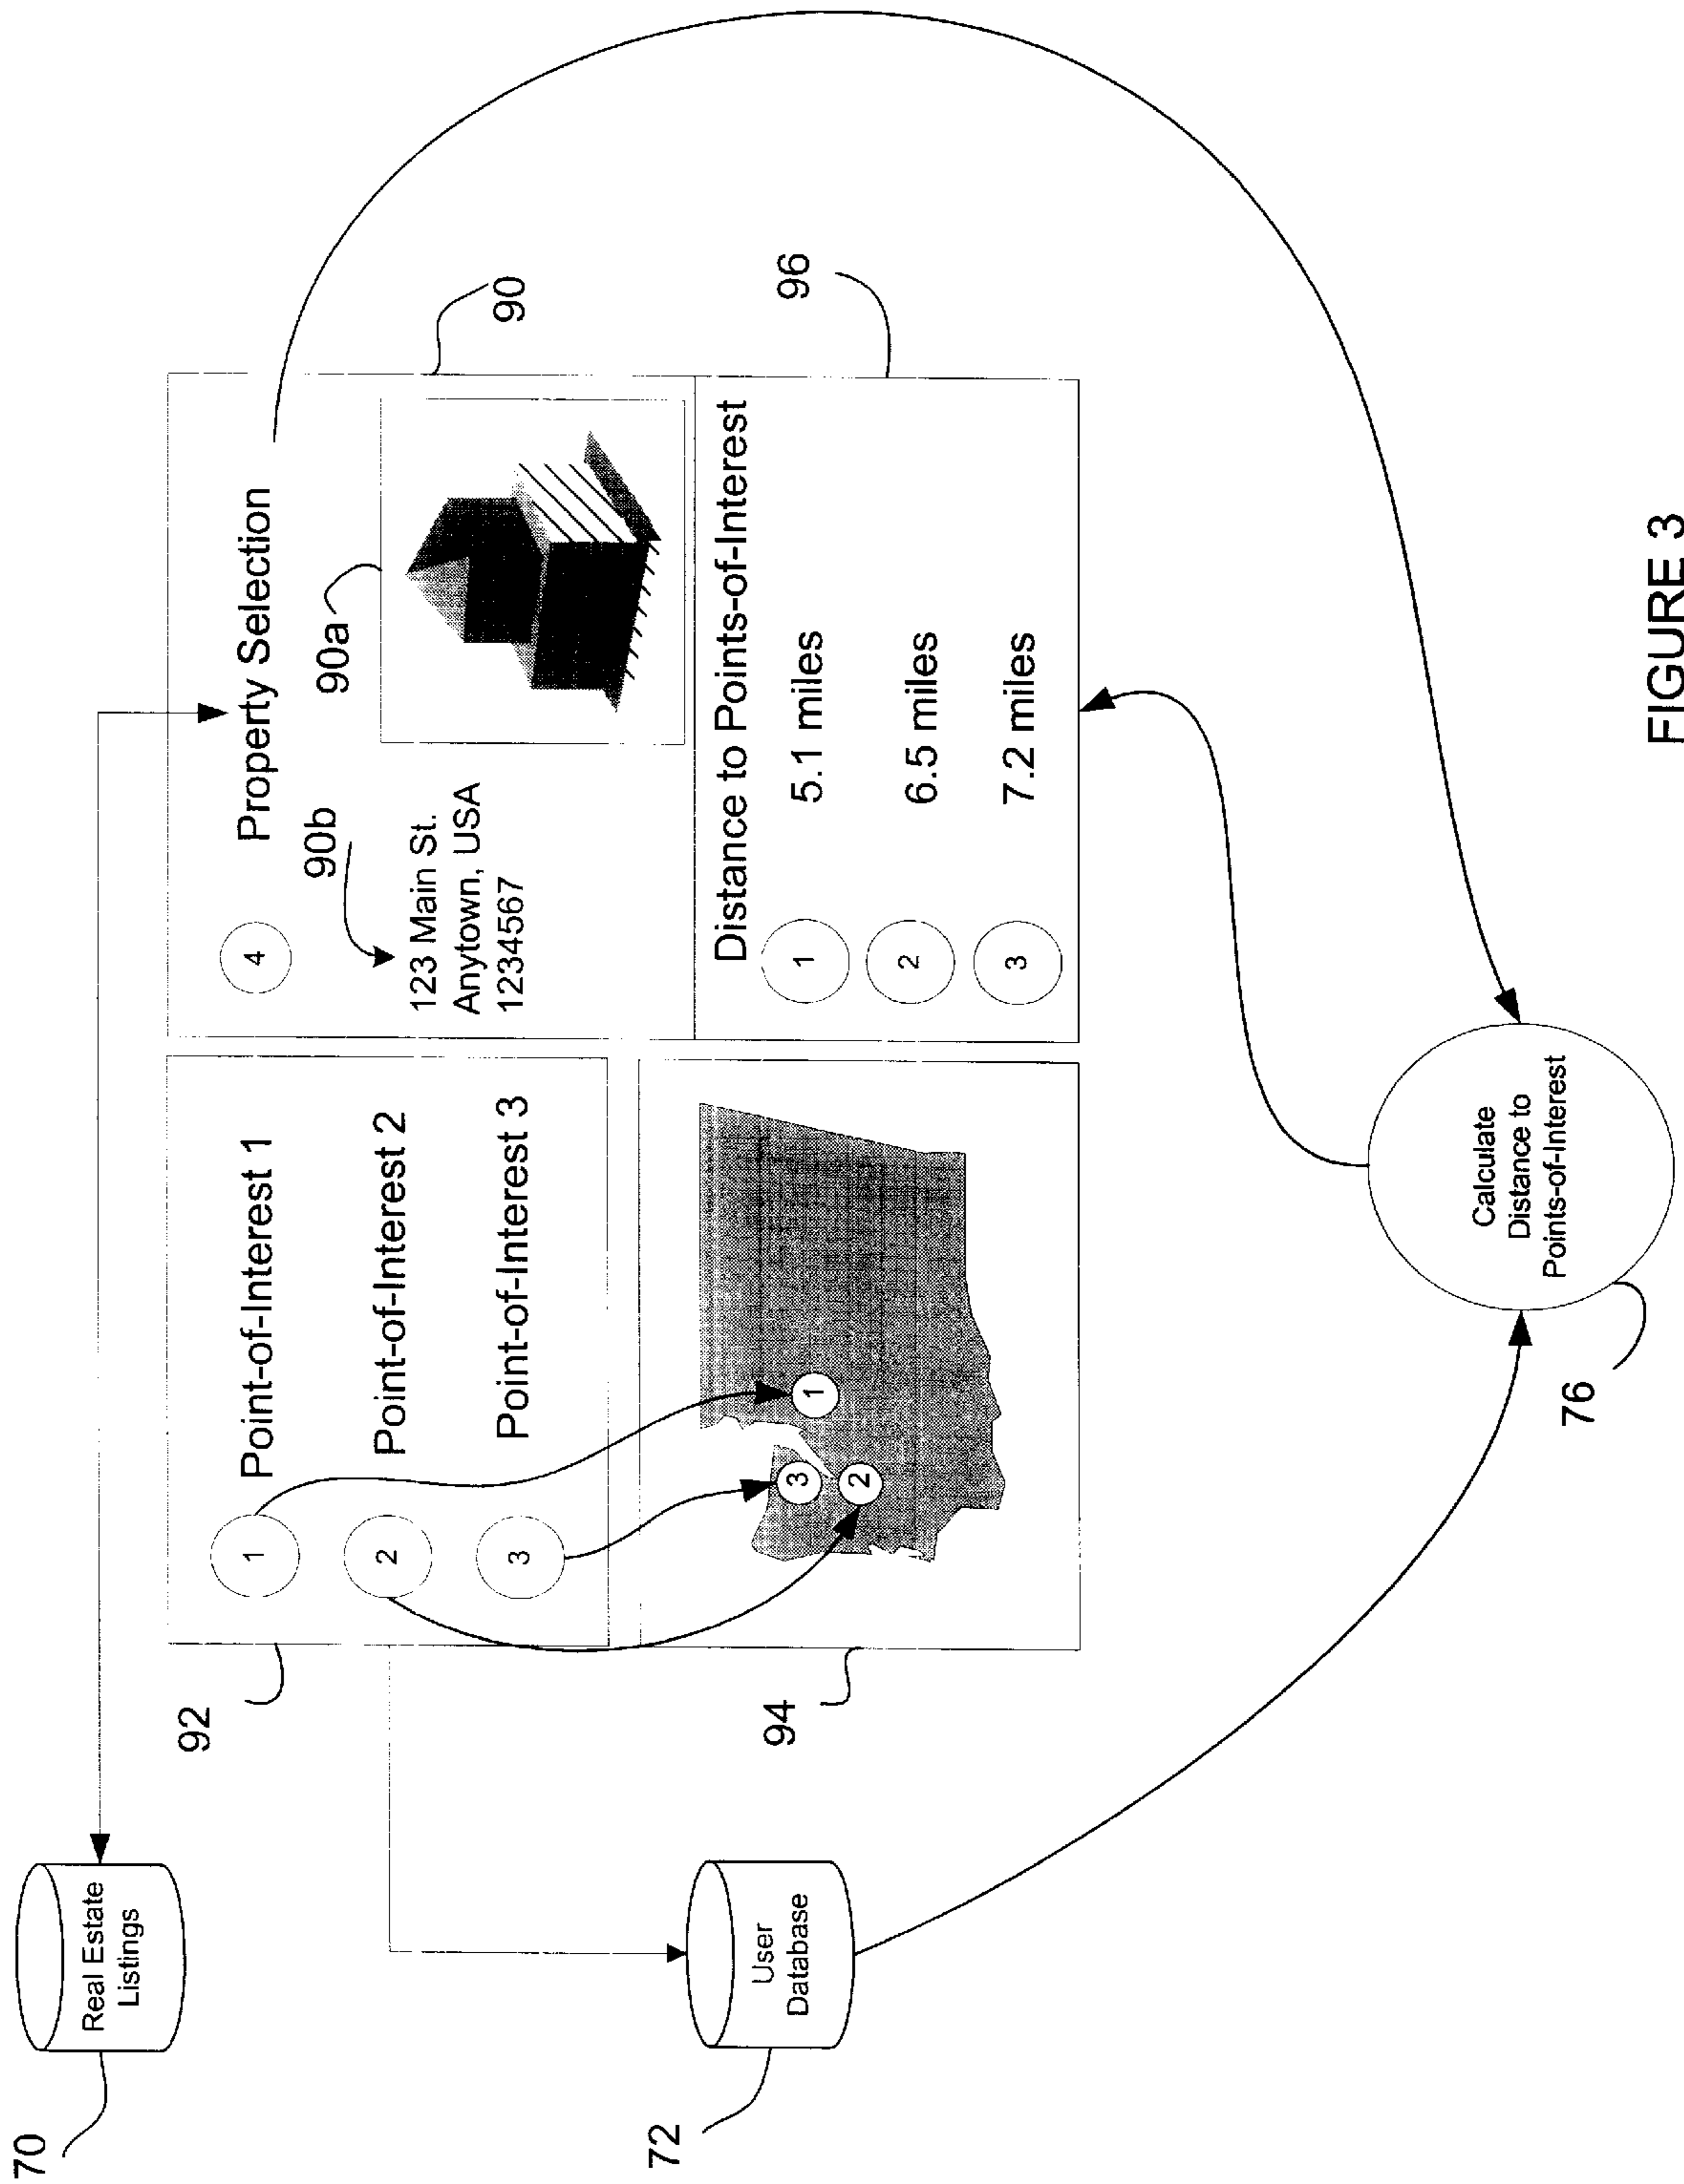 70
Real Estate
Listings
92
1
Point-of-Interest 1
2
Point-of-Interest 2
3
Point-of-Interest 3
4
Property Selection
90b
90a
123 Main St.
Anytown, USA
1234567
90
72
User
Database
94
1
3
2
Distance to Points-of-Interest
1
5.1 miles
2
6.5 miles
3
7.2 miles
96
76
Calculate
Distance to
Points-of-Interest
FIGURE 3